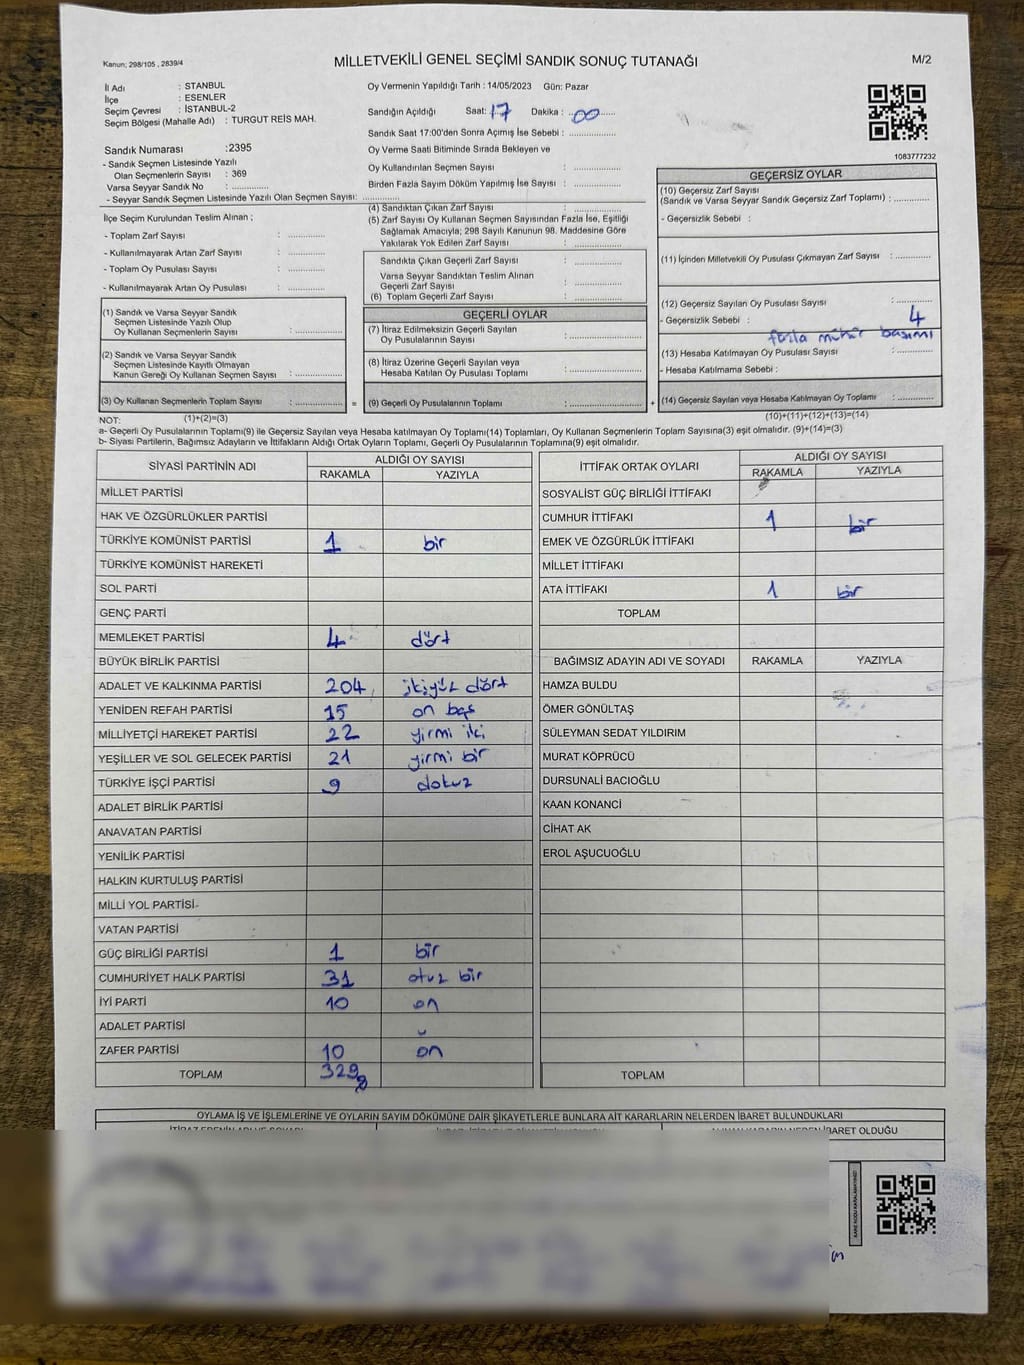 Kanun; 298/105 , 2839/4
MİLLETVEKİLİ GENEL SEÇİMİ SANDIK SONUÇ TUTANAĞI
M/2
İl Adı : STANBUL
İlçe : ESENLER
Seçim Çevresi : İSTANBUL-2
Seçim Bölgesi (Mahalle Adı) : TURGUT REİS MAH.
Sandık Numarası :2395
- Sandık Seçmen Listesinde Yazılı
Olan Seçmenlerin Sayısı : 369
Varsa Seyyar Sandık No : ..............
- Seyyar Seçmen Listesinde Yazılı Olan Seçmen Sayısı: ..............
Oy Vermenin Yapıldığı Tarih : 14/05/2023 Gün: Pazar
Sandığın Açıldığı Saat: 17 Dakika : 00
Sandık Saat 17:00'den Sonra Açımış İse Sebebi : ..............
Oy Verme Saati Bitiminde Sırada Bekleyen ve
Oy Kullandırılan Seçmen Sayısı : ..............
Birden Fazla Sayım Döküm Yapılmış İse Sayısı : ..............
1083777232
İlçe Seçim Kurulundan Teslim Alınan ;
- Toplam Zarf Sayısı : ..............
- Kullanılmayarak Artan Zarf Sayısı : ..............
- Toplam Oy Pusulası Sayısı : ..............
- Kullanılmayarak Artan Oy Pusulası : ..............
(4) Sandıktan Çıkan Zarf Sayısı : ..............
(5) Zarf Sayısı Oy Kullanan Seçmen Sayısından Fazla İse, Eşitliği
Sağlamak Amacıyla; 298 Sayılı Kanunun 98. Maddesine Göre
Yakılarak Yok Edilen Zarf Sayısı : ..............
Sandıkta Çıkan Geçerli Zarf Sayısı : ..............
Varsa Seyyar Sandıktan Teslim Alınan
Geçerli Zarf Sayısı : ..............
(6) Toplam Geçerli Zarf Sayısı : ..............
GEÇERSİZ OYLAR
(10) Geçersiz Zarf Sayısı
(Sandık ve Varsa Seyyar Sandık Geçersiz Zarf Toplamı) : ..............
- Geçersizlik Sebebi :
(11) İçinden Milletvekili Oy Pusulası Çıkmayan Zarf Sayısı : ..............
(12) Geçersiz Sayılan Oy Pusulası Sayısı : ..............
4
- Geçersizlik Sebebi :
fazla mühür basımı
(13) Hesaba Katılmayan Oy Pusulası Sayısı : ..............
- Hesaba Katılmama Sebebi :
(14) Geçersiz Sayılan veya Hesaba Katılmayan Oy Toplamı : ..............
(10)+(11)+(12)+(13)=(14)
(1) Sandık ve Varsa Seyyar Sandık
Seçmen Listesinde Yazılı Olup
Oy Kullanan Seçmenlerin Sayısı : ..............
(2) Sandık ve Varsa Seyyar Sandık
Seçmen Listesinde Kayıtlı Olmayan
Kanun Gereği Oy Kullanan Seçmen Sayısı : ..............
(3) Oy Kullanan Seçmenlerin Toplam Sayısı : ..............
=
GEÇERLİ OYLAR
(7) İtiraz Edilmeksizin Geçerli Sayılan
Oy Pusulalarının Sayısı : ..............
(8) İtiraz Üzerine Geçerli Sayılan veya
Hesaba Katılan Oy Pusulası Toplamı : ..............
(9) Geçerli Oy Pusulalarının Toplamı : ..............
+
NOT: (1)+(2)=(3)
a- Geçerli Oy Pusulalarının Toplamı(9) ile Geçersiz Sayılan veya Hesaba katılmayan Oy Toplamı(14) Toplamları, Oy Kullanan Seçmenlerin Toplam Sayısına(3) eşit olmalıdır. (9)+(14)=(3)
b- Siyasi Partilerin, Bağımsız Adayların ve İttifakların Aldığı Ortak Oyların Toplamı, Geçerli Oy Pusulalarının Toplamına(9) eşit olmalıdır.
SİYASİ PARTİNİN ADI ALDIĞI OY SAYISI
RAKAMLA YAZIYLA
MİLLET PARTİSİ
HAK VE ÖZGÜRLÜKLER PARTİSİ
TÜRKİYE KOMÜNİST PARTİSİ 1 bir
TÜRKİYE KOMÜNİST HAREKETİ
SOL PARTİ
GENÇ PARTİ
MEMLEKET PARTİSİ 4 dört
BÜYÜK BİRLİK PARTİSİ
ADALET VE KALKINMA PARTİSİ 204 ikiyüz dört
YENİDEN REFAH PARTİSİ 15 on beş
MİLLİYETÇİ HAREKET PARTİSİ 22 yirmi iki
YEŞİLLER VE SOL GELECEK PARTİSİ 21 yirmi bir
TÜRKİYE İŞÇİ PARTİSİ 9 dokuz
ADALET BİRLİK PARTİSİ
ANAVATAN PARTİSİ
YENİLİK PARTİSİ
HALKIN KURTULUŞ PARTİSİ
MİLLİ YOL PARTİSİ
VATAN PARTİSİ
GÜÇ BİRLİĞİ PARTİSİ 1 bir
CUMHURİYET HALK PARTİSİ 31 otuz bir
İYİ PARTİ 10 on
ADALET PARTİSİ
ZAFER PARTİSİ 10 on
TOPLAM 329
İTTİFAK ORTAK OYLARI ALDIĞI OY SAYISI
RAKAMLA YAZIYLA
SOSYALİST GÜÇ BİRLİĞİ İTTİFAKI
CUMHUR İTTİFAKI 1 bir
EMEK VE ÖZGÜRLÜK İTTİFAKI
MİLLET İTTİFAKI
ATA İTTİFAKI 1 bir
TOPLAM
BAĞIMSIZ ADAYIN ADI VE SOYADI RAKAMLA YAZIYLA
HAMZA BULDU
ÖMER GÖNÜLTAŞ
SÜLEYMAN SEDAT YILDIRIM
MURAT KÖPRÜCÜ
DURSUNALİ BACIOĞLU
KAAN KONANCİ
CİHAT AK
EROL AŞUCUOĞLU
TOPLAM
OYLAMA İŞ VE İŞLEMLERİNE VE OYLARIN SAYIM DÖKÜMÜNE DAİR ŞİKAYETLERLE BUNLARA AİT KARARLARIN NELERDEN İBARET BULUNDUKLARI
İBARET OLDUĞU